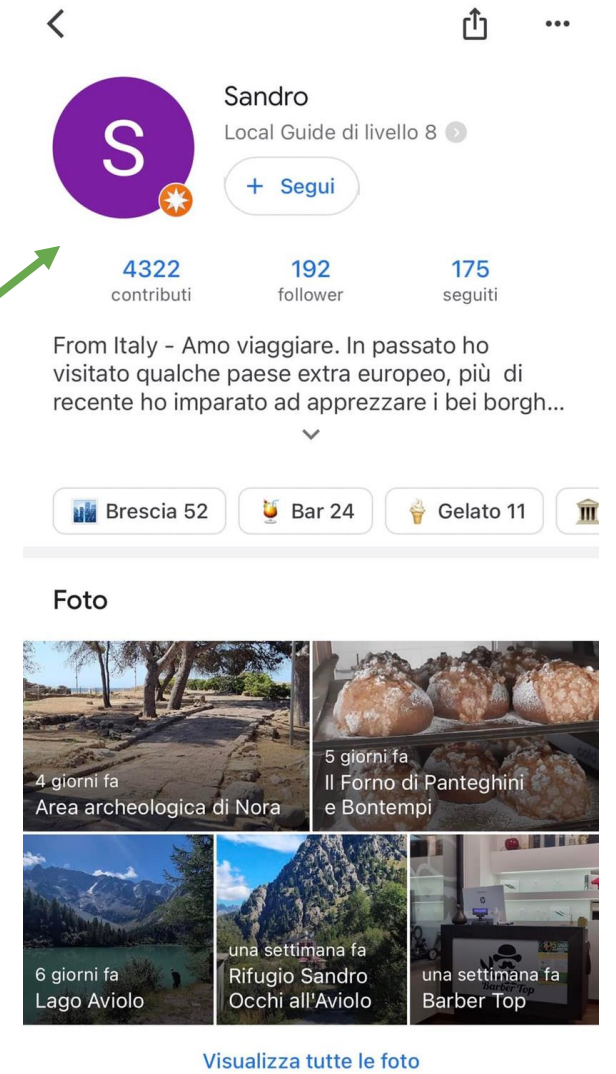 S
Sandro
Local Guide di livello 8
+ Segui
4322
contributi
192
follower
175
seguiti
From Italy - Amo viaggiare. In passato ho
visitato qualche paese extra europeo, più di
recente ho imparato ad apprezzare i bei borgh...
Brescia 52
Bar 24
Gelato 11
Foto
4 giorni fa
Area archeologica di Nora
5 giorni fa
Il Forno di Panteghini
e Bontempi
6 giorni fa
Lago Aviolo
una settimana fa
Rifugio Sandro
Occhi all'Aviolo
Barber Top
una settimana fa
Barber Top
Visualizza tutte le foto